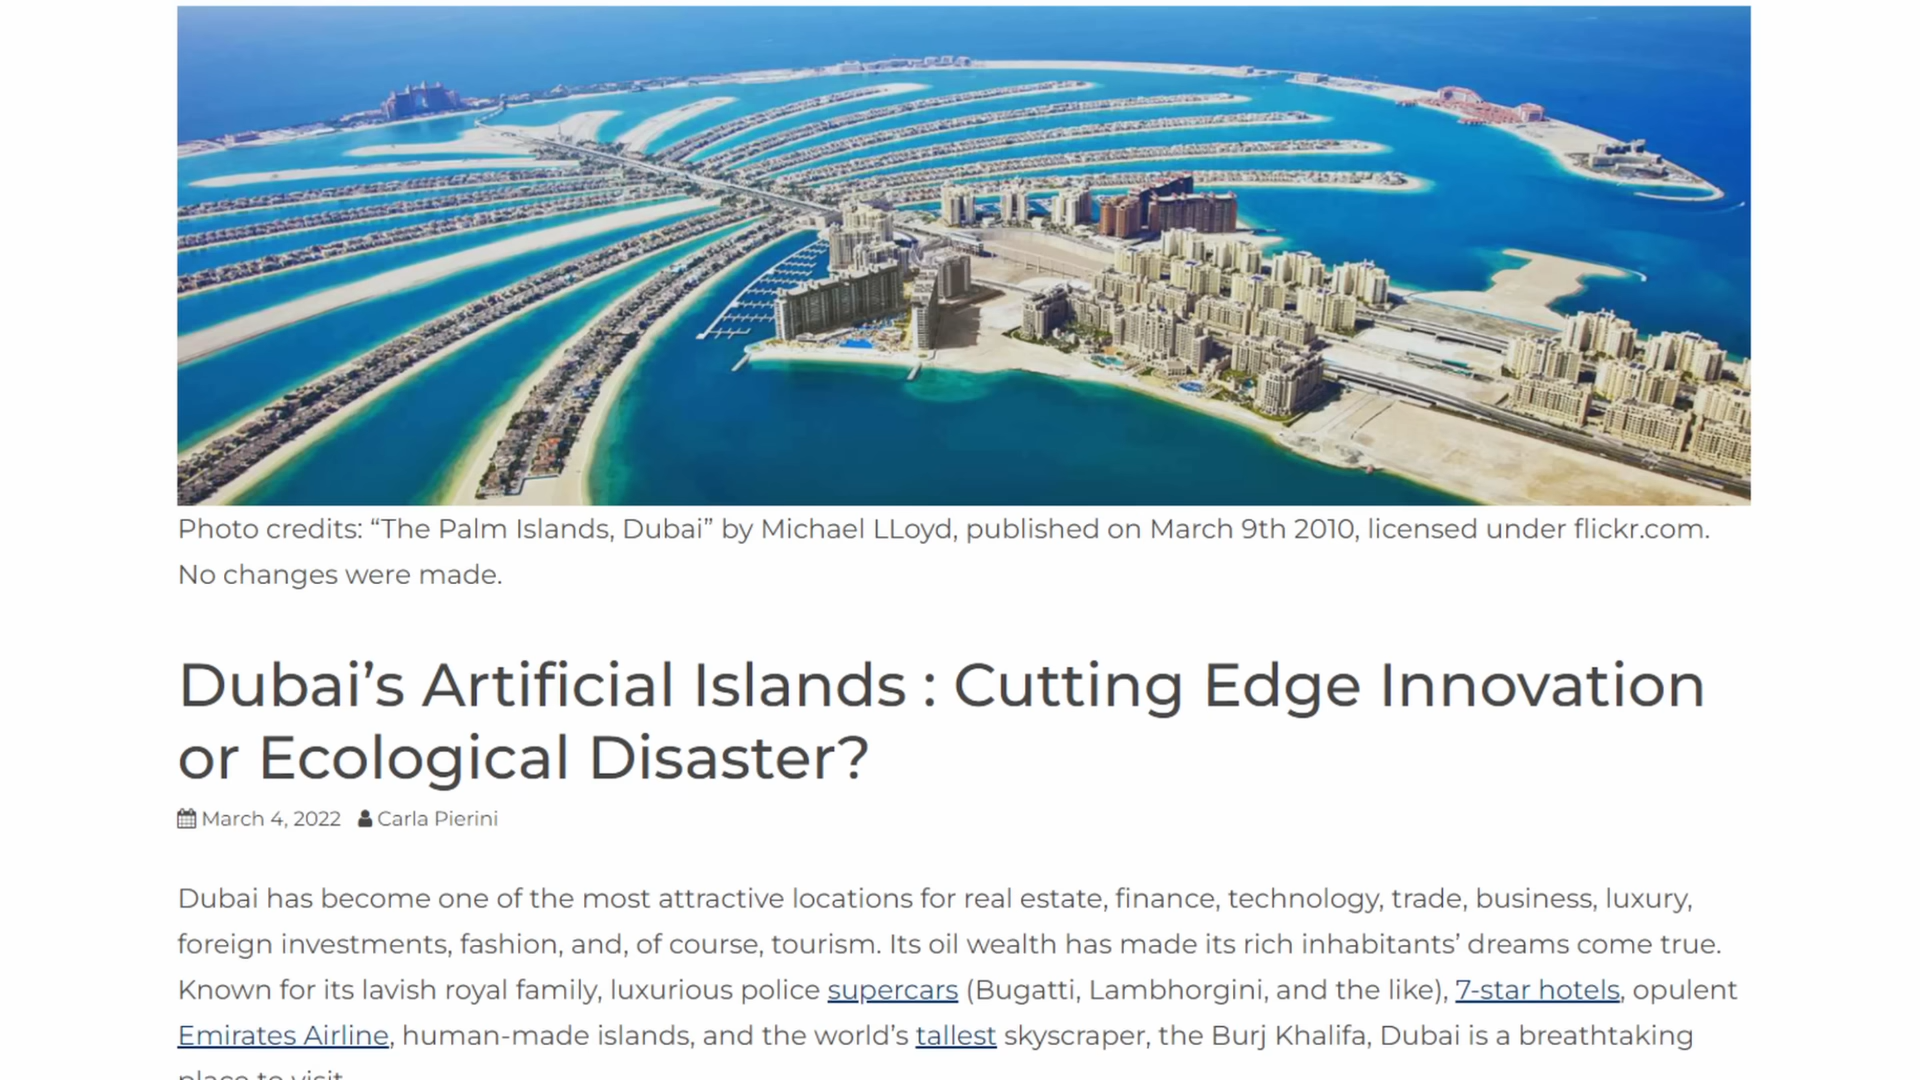 Photo credits: “The Palm Islands, Dubai” by Michael LLoyd, published on March 9th 2010, licensed under flickr.com.
No changes were made.
Dubai’s Artificial Islands : Cutting Edge Innovation
or Ecological Disaster?
March 4, 2022 Carla Pierini
Dubai has become one of the most attractive locations for real estate, finance, technology, trade, business, luxury,
foreign investments, fashion, and, of course, tourism. Its oil wealth has made its rich inhabitants’ dreams come true.
Known for its lavish royal family, luxurious police supercars (Bugatti, Lambhorgini, and the like), 7-star hotels, opulent
Emirates Airline, human-made islands, and the world’s tallest skyscraper, the Burj Khalifa, Dubai is a breathtaking
place to visit.